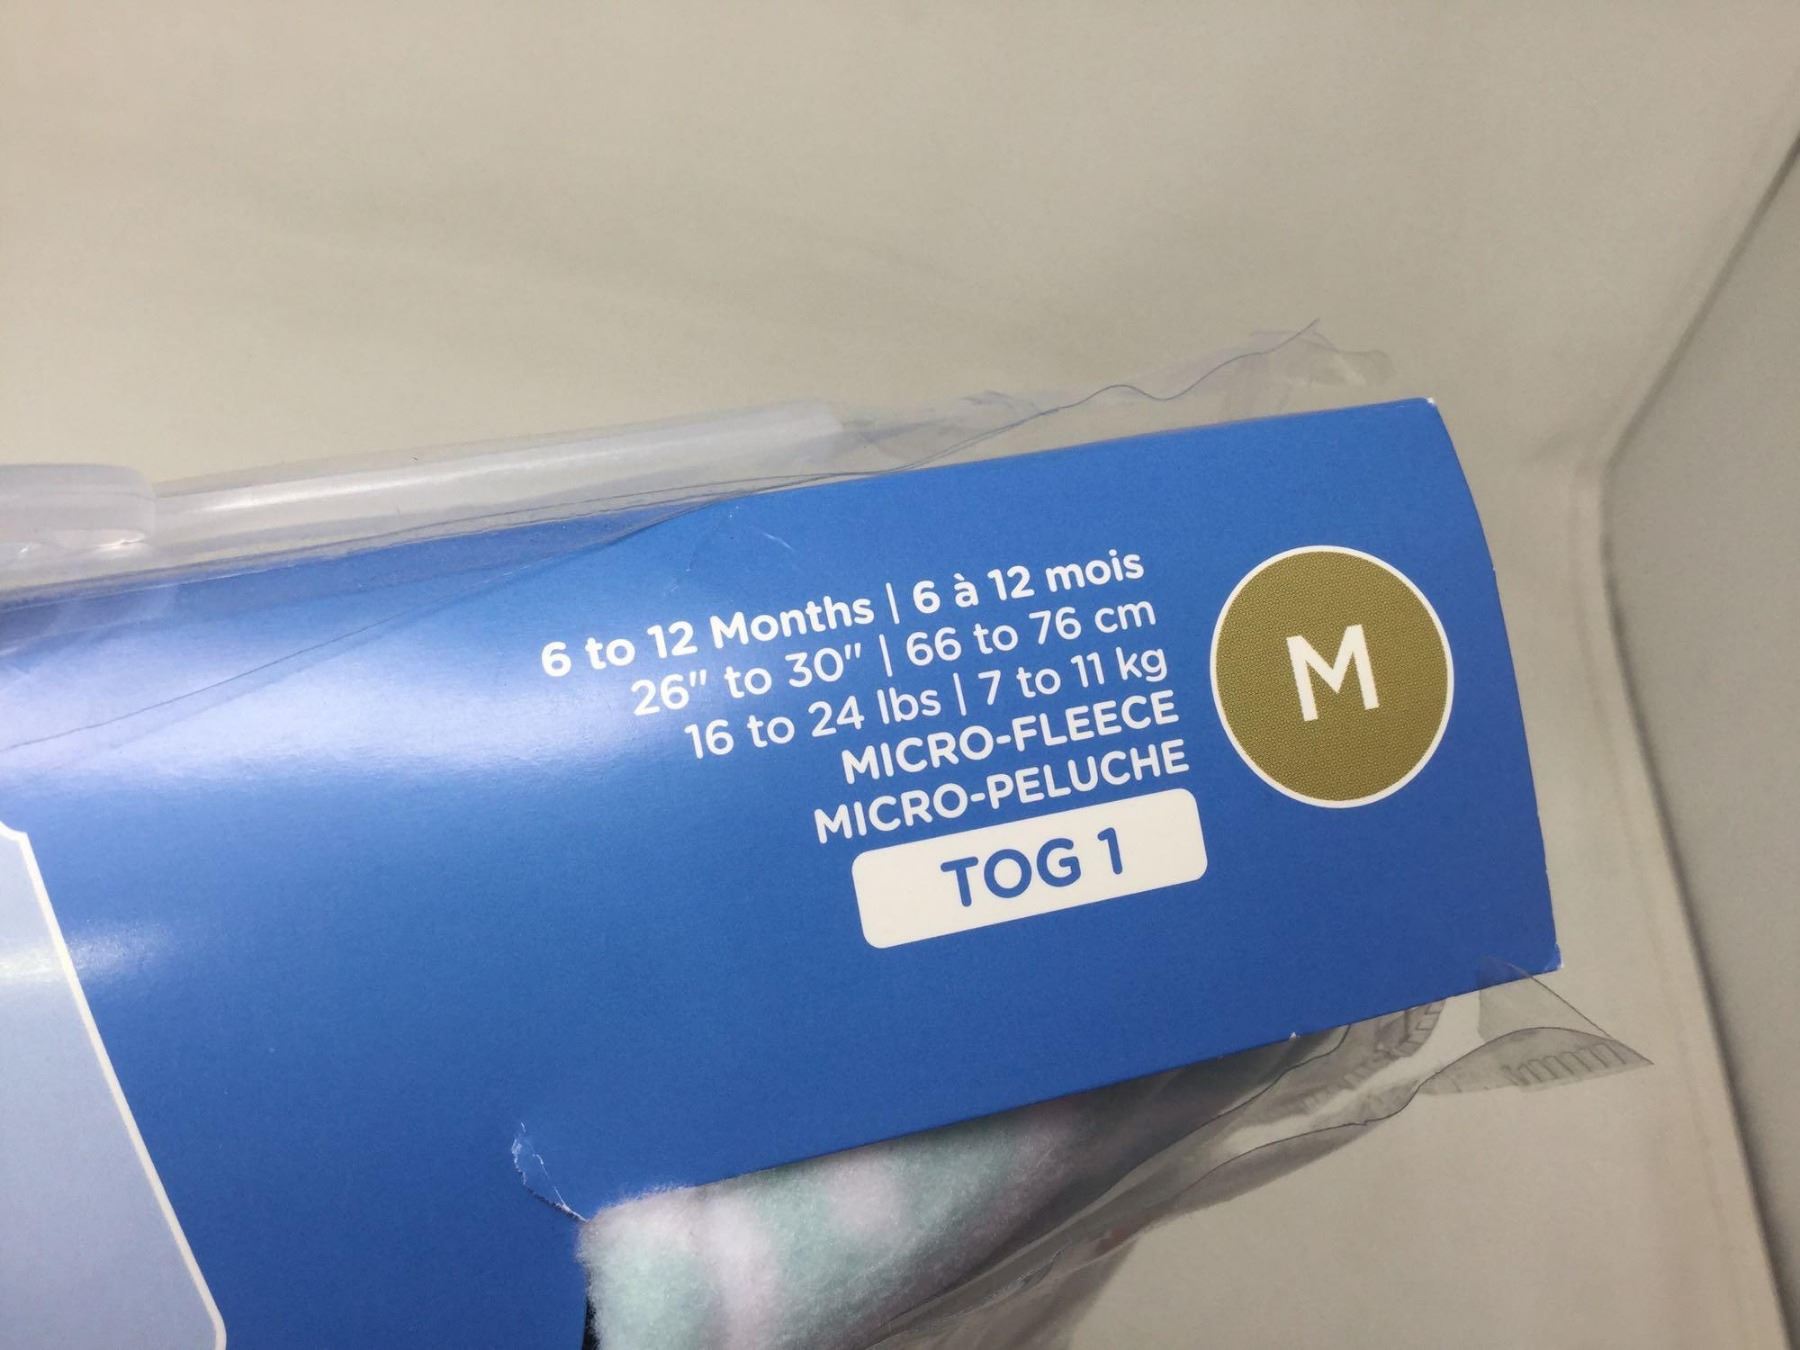 6 to 12 Months | 6 à 12 mois
26" to 30" | 66 to 76 cm
16 to 24 lbs | 7 to 11 kg
MICRO-FLEECE
MICRO-PELUCHE
TOG 1
M